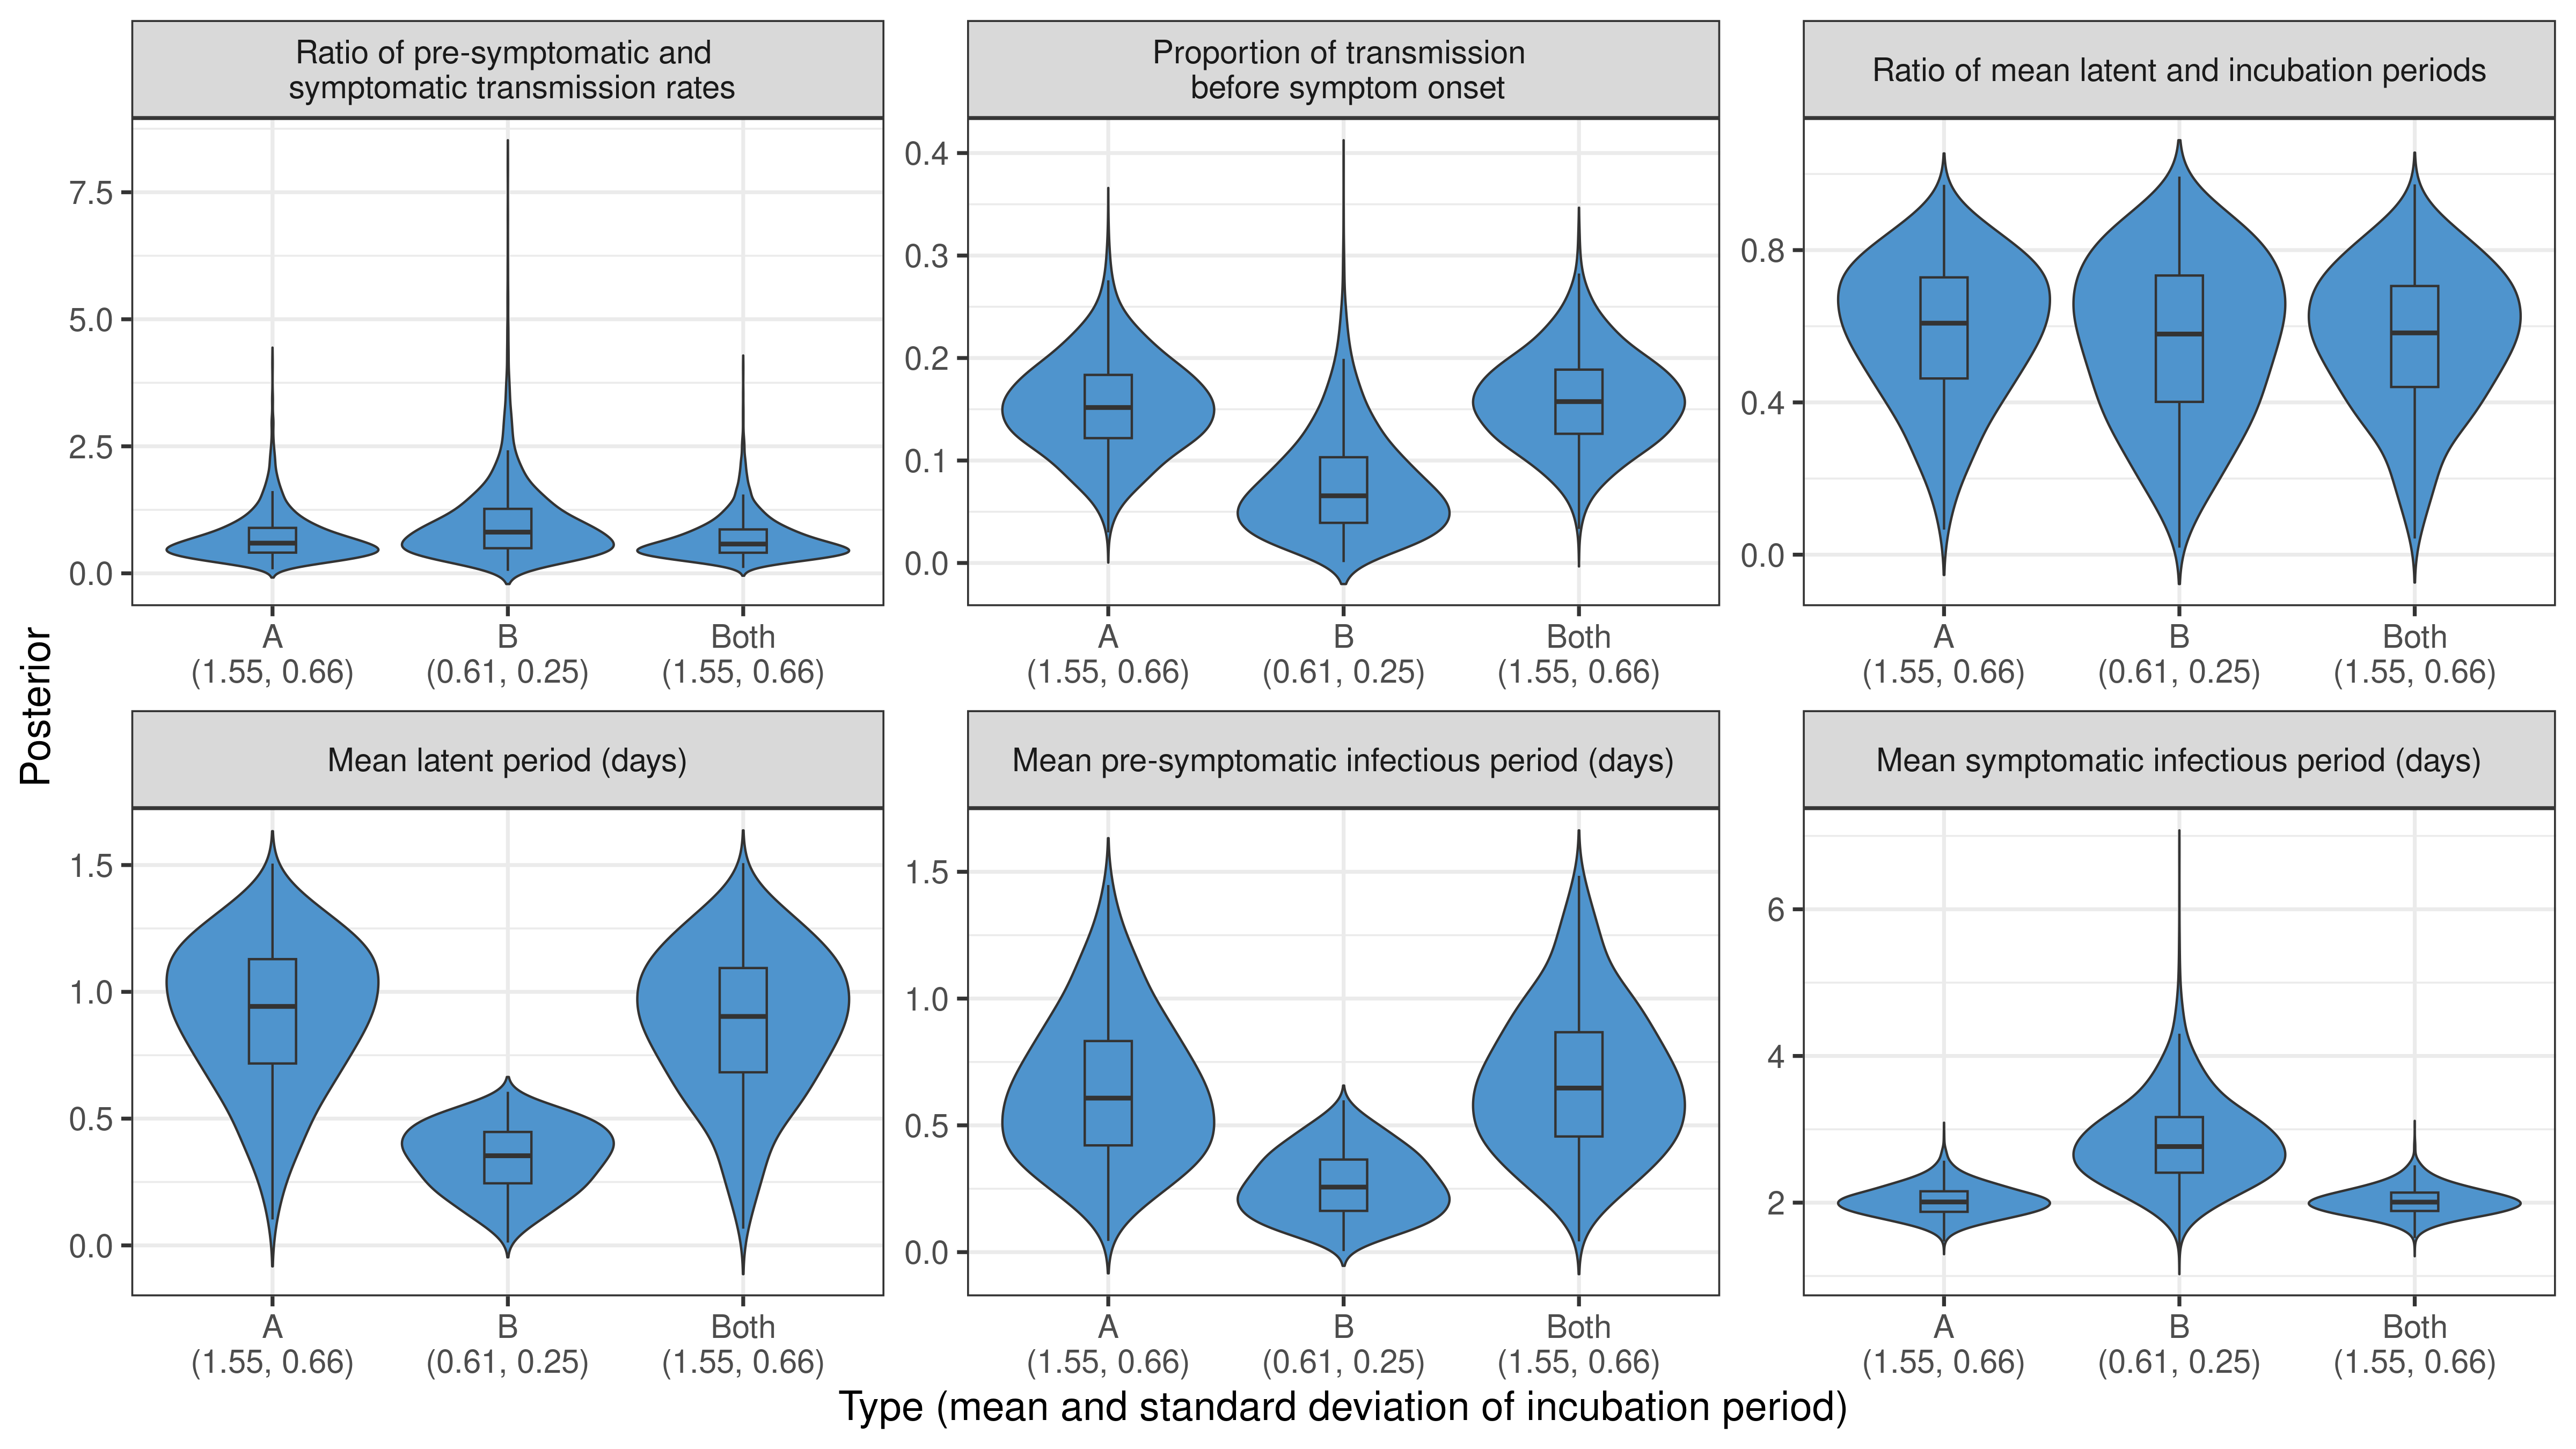 Ratio of pre-symptomatic and
symptomatic transmission rates
Proportion of transmission
before symptom onset
Ratio of mean latent and incubation periods
7.5
5.0
2.5
0.0
0.4
0.3
0.2
0.1
0.0
0.8
0.4
0.0
A
(1.55, 0.66)
B
(0.61, 0.25)
Both
(1.55, 0.66)
A
(1.55, 0.66)
B
(0.61, 0.25)
Both
(1.55, 0.66)
A
(1.55, 0.66)
B
(0.61, 0.25)
Both
(1.55, 0.66)
Posterior
Mean latent period (days)
Mean pre-symptomatic infectious period (days)
Mean symptomatic infectious period (days)
1.5
1.0
0.5
0.0
1.5
1.0
0.5
0.0
6
4
2
A
(1.55, 0.66)
B
(0.61, 0.25)
Both
(1.55, 0.66)
A
(1.55, 0.66)
B
(0.61, 0.25)
Both
(1.55, 0.66)
A
(1.55, 0.66)
B
(0.61, 0.25)
Both
(1.55, 0.66)
Type (mean and standard deviation of incubation period)